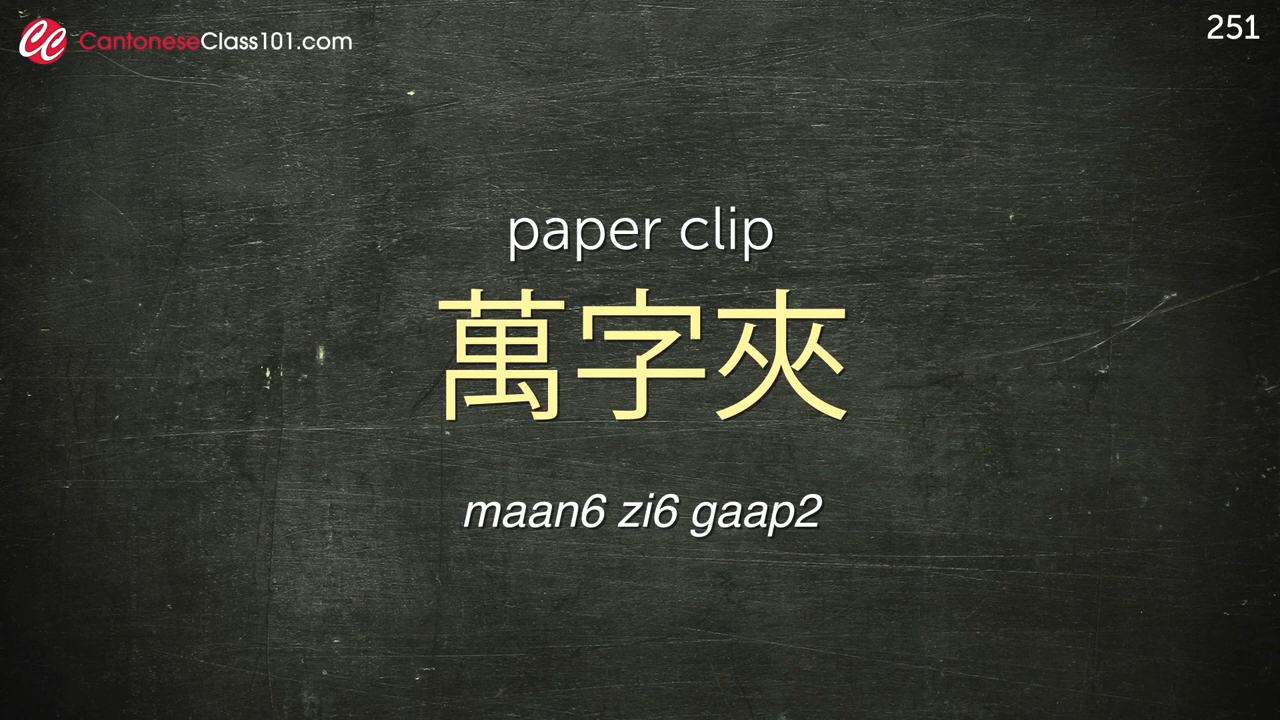 CantoneseClass101.com
251
paper clip
萬字夾
maan6 zi6 gaap2